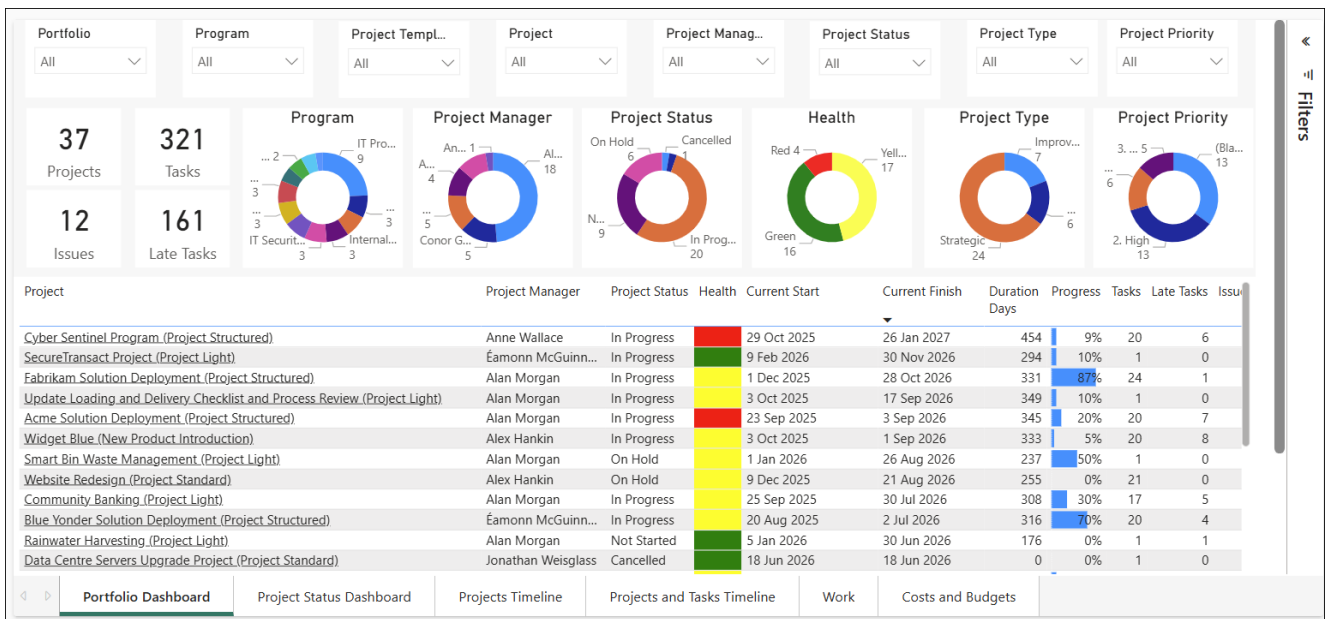 Portfolio
Program
Project Templ...
Project
Project Manag...
Project Status
Project Type
Project Priority
All
All
All
All
All
All
All
All
Filters
37
Projects
321
Tasks
12
Issues
161
Late Tasks
Program
... 2
IT Pro...
9
...
3
...
3
...
3
IT Securit...
3
Internal...
3
Project Manager
An... 1
Al...
18
A...
4
...
5
Conor G...
5
Project Status
On Hold
6
Cancelled
1
N...
9
In Prog...
20
Health
Red 4
Yell...
17
Green
16
Project Type
Improv...
7
...
6
Strategic
24
Project Priority
3. ... 5
(Bla...
13
...
6
2. High
13
Project Project Manager Project Status Health Current Start Current Finish Duration Days Progress Tasks Late Tasks Issu
Cyber Sentinel Program (Project Structured) Anne Wallace In Progress 29 Oct 2025 26 Jan 2027 454 9% 20 6
SecureTransact Project (Project Light) Éamonn McGuinn... In Progress 9 Feb 2026 30 Nov 2026 294 10% 1 0
Fabrikam Solution Deployment (Project Structured) Alan Morgan In Progress 1 Dec 2025 28 Oct 2026 331 87% 24 1
Update Loading and Delivery Checklist and Process Review (Project Light) Alan Morgan In Progress 3 Oct 2025 17 Sep 2026 349 10% 1 0
Acme Solution Deployment (Project Structured) Alan Morgan In Progress 23 Sep 2025 3 Sep 2026 345 20% 20 7
Widget Blue (New Product Introduction) Alex Hankin In Progress 3 Oct 2025 1 Sep 2026 333 5% 20 8
Smart Bin Waste Management (Project Light) Alan Morgan On Hold 1 Jan 2026 26 Aug 2026 237 50% 1 0
Website Redesign (Project Standard) Alex Hankin On Hold 9 Dec 2025 21 Aug 2026 255 0% 21 0
Community Banking (Project Light) Alan Morgan In Progress 25 Sep 2025 30 Jul 2026 308 30% 17 5
Blue Yonder Solution Deployment (Project Structured) Éamonn McGuinn... In Progress 20 Aug 2025 2 Jul 2026 316 70% 20 4
Rainwater Harvesting (Project Light) Alan Morgan Not Started 5 Jan 2026 30 Jun 2026 176 0% 1 1
Data Centre Servers Upgrade Project (Project Standard) Jonathan Weisglass Cancelled 18 Jun 2026 18 Jun 2026 0 0% 1 0
Portfolio Dashboard
Project Status Dashboard
Projects Timeline
Projects and Tasks Timeline
Work
Costs and Budgets